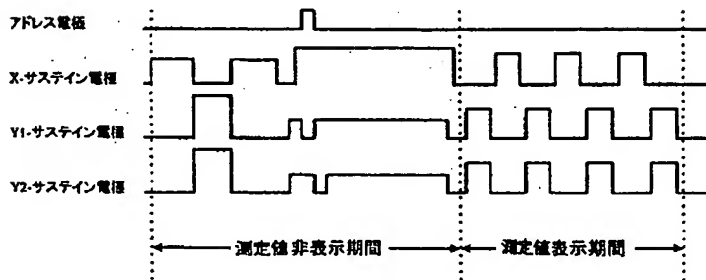 アドレス電極
X-サステイン電極
Y1-サステイン電極
Y2-サステイン電極
測定値非表示期間
測定値表示期間